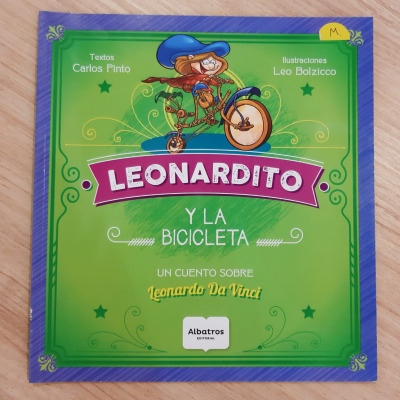 Textos
Carlos Pinto
Ilustraciones
Leo Bolzicco
M
LEONARDITO
Y LA
BICICLETA
UN CUENTO SOBRE
Leonardo Da Vinci
Albatros
EDITORIAL